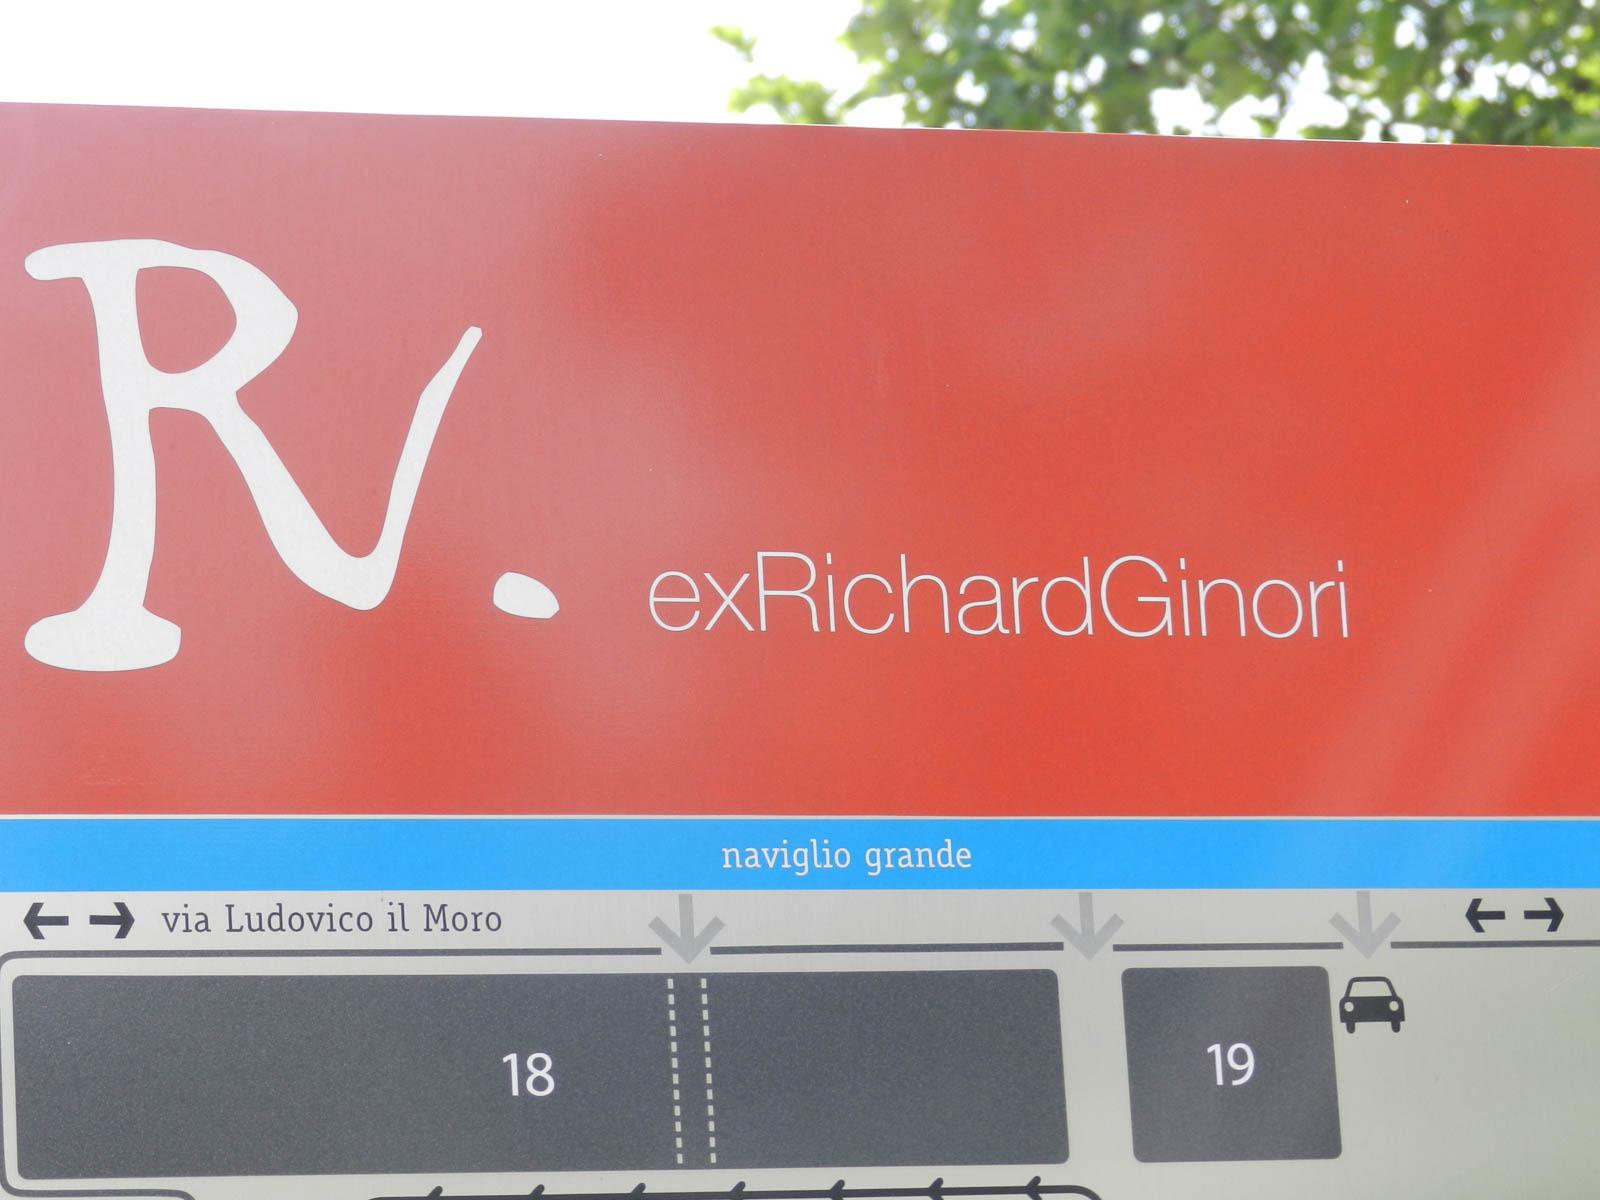 R.
exRichardGinori
naviglio grande
via Ludovico il Moro
18
19